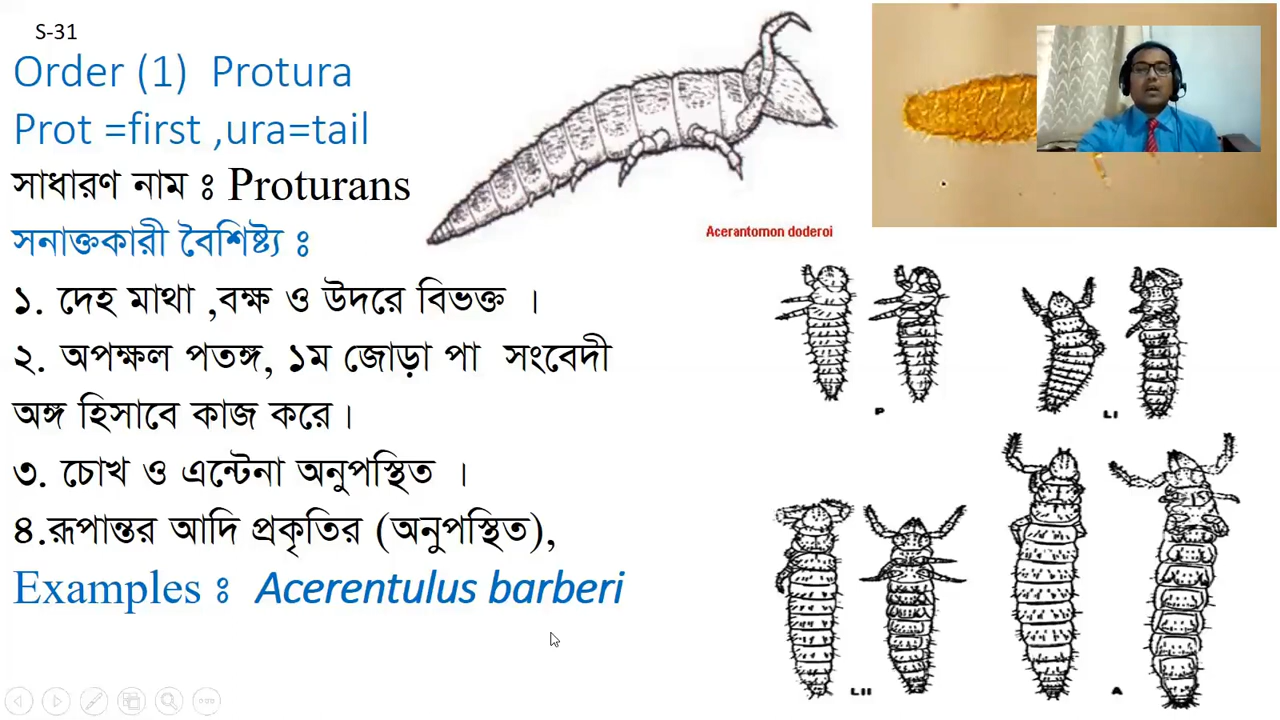 S-31
Order (1) Protura
Prot =first ,ura=tail
সাধারণ নাম ঃ Proturans
সনাক্তকারী বৈশিষ্ট্য ঃ
১. দেহ মাথা ,বক্ষ ও উদরে বিভক্ত ।
২. অপক্ষল পতঙ্গ, ১ম জোড়া পা সংবেদী
অঙ্গ হিসাবে কাজ করে।
৩. চোখ ও এন্টেনা অনুপস্থিত ।
৪.রূপান্তর আদি প্রকৃতির (অনুপস্থিত),
Examples ঃ Acerentulus barberi
Acerantomon doderoi
P
LI
LII
A